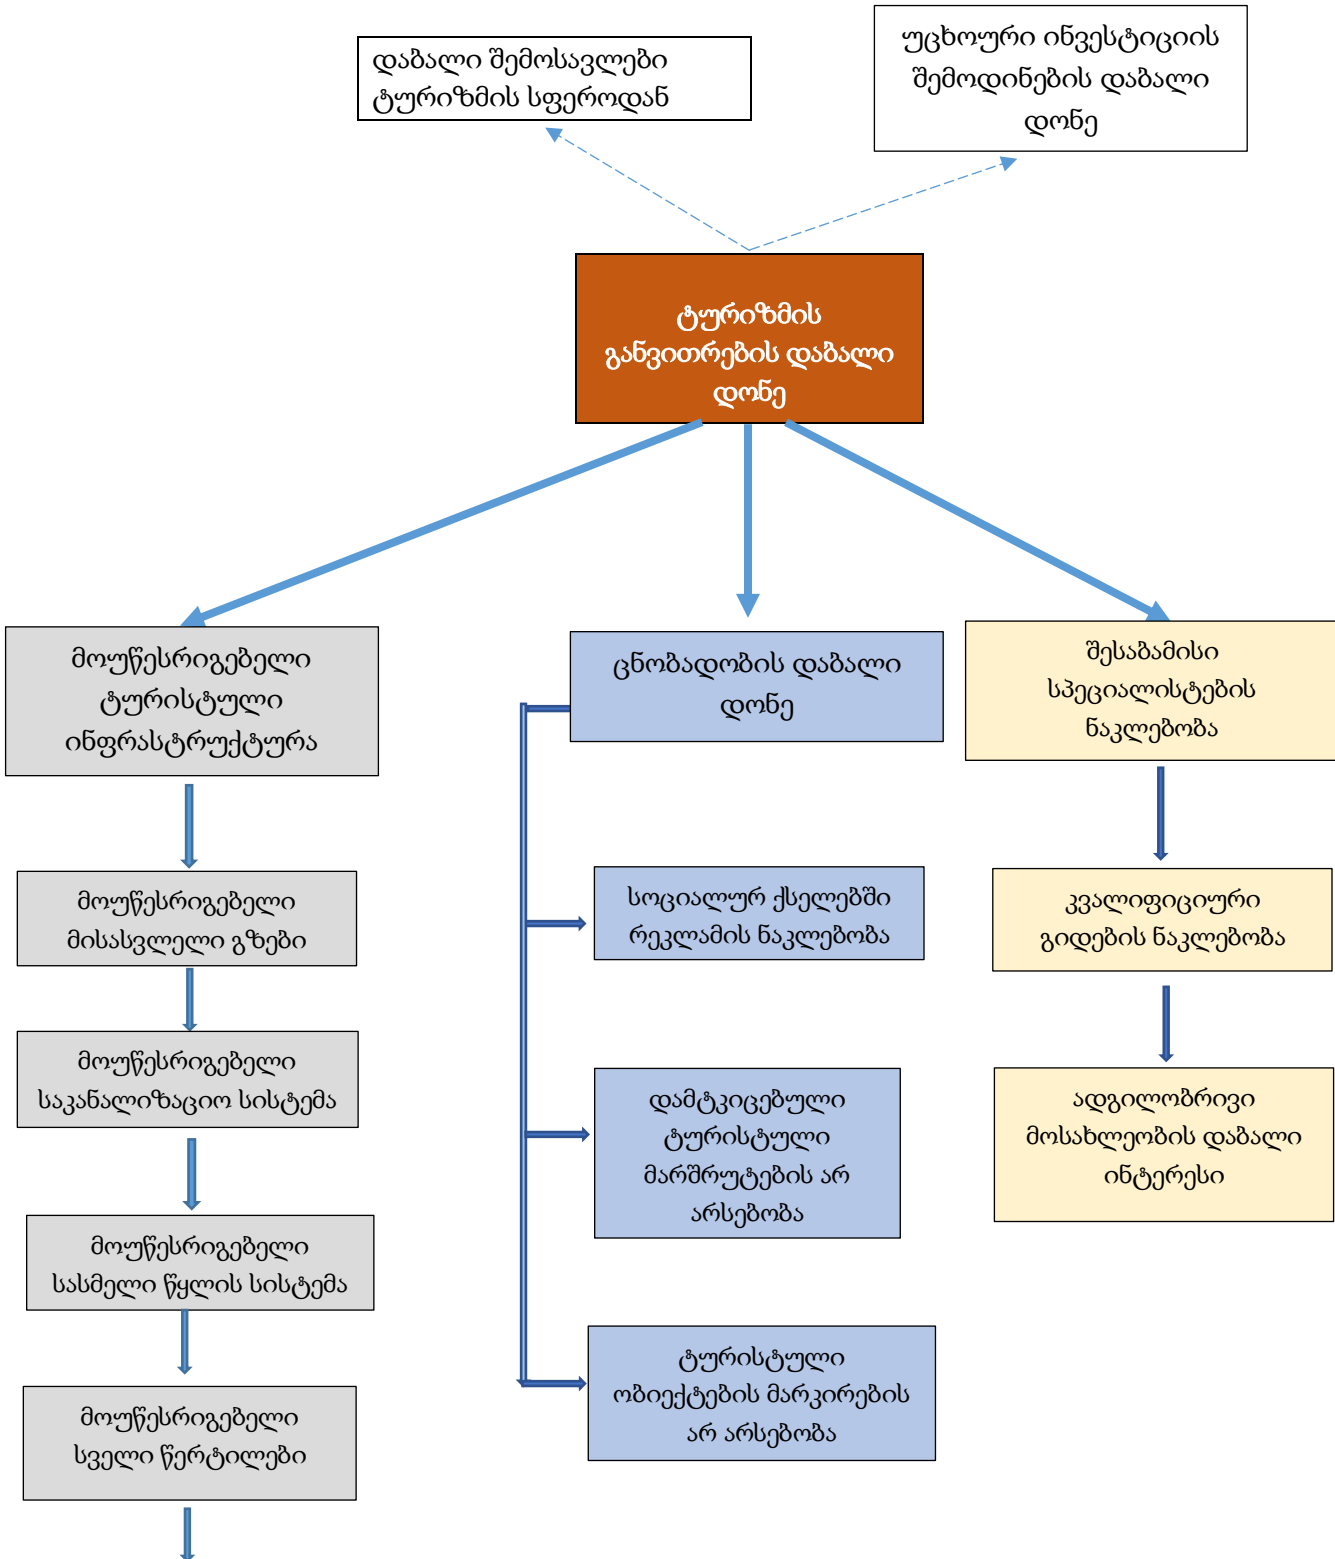 დაბალი შემოსავლები
ტურიზმის სფეროდან
უცხოური ინვესტიციის
შემოდინების დაბალი
დონე
ტურიზმის
განვითრების დაბალი
დონე
მოუწესრიგებელი
ტურისტული
ინფრასტრუქტურა
ცნობადობის დაბალი
დონე
შესაბამისი
სპეციალისტების
ნაკლებობა
მოუწესრიგებელი
მისასვლელი გზები
სოციალურ ქსელებში
რეკლამის ნაკლებობა
კვალიფიციური
გიდების ნაკლებობა
მოუწესრიგებელი
საკანალიზაციო სისტემა
დამტკიცებული
ტურისტული
მარშრუტების არ
არსებობა
ადგილობრივი
მოსახლეობის დაბალი
ინტერესი
მოუწესრიგებელი
სასმელი წყლის სისტემა
ტურისტული
ობიექტების მარკირების
არ არსებობა
მოუწესრიგებელი
სველი წერტილები